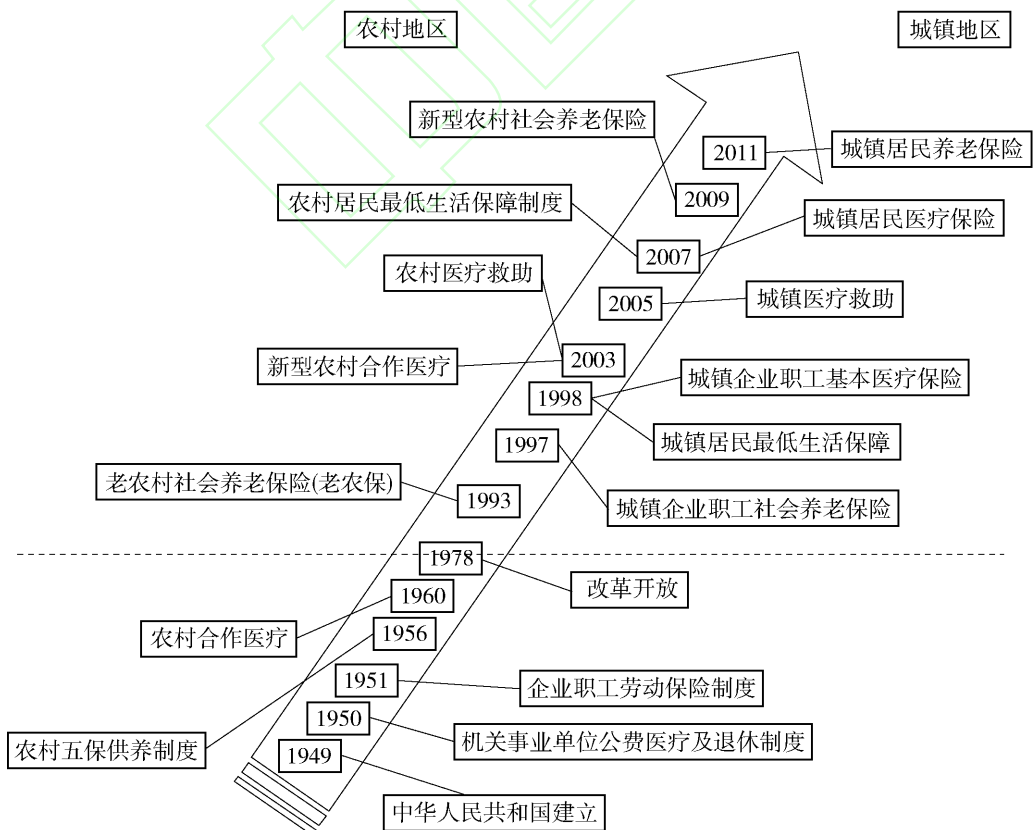 农村地区
城镇地区
新型农村社会养老保险
2011
城镇居民养老保险
2009
农村居民最低生活保障制度
城镇居民医疗保险
2007
农村医疗救助
2005
城镇医疗救助
2003
新型农村合作医疗
城镇企业职工基本医疗保险
1998
城镇居民最低生活保障
1997
老农村社会养老保险(老农保)
1993
城镇企业职工社会养老保险
1978
改革开放
1960
农村合作医疗
1956
1951
企业职工劳动保险制度
1950
机关事业单位公费医疗及退休制度
农村五保供养制度
1949
中华人民共和国建立